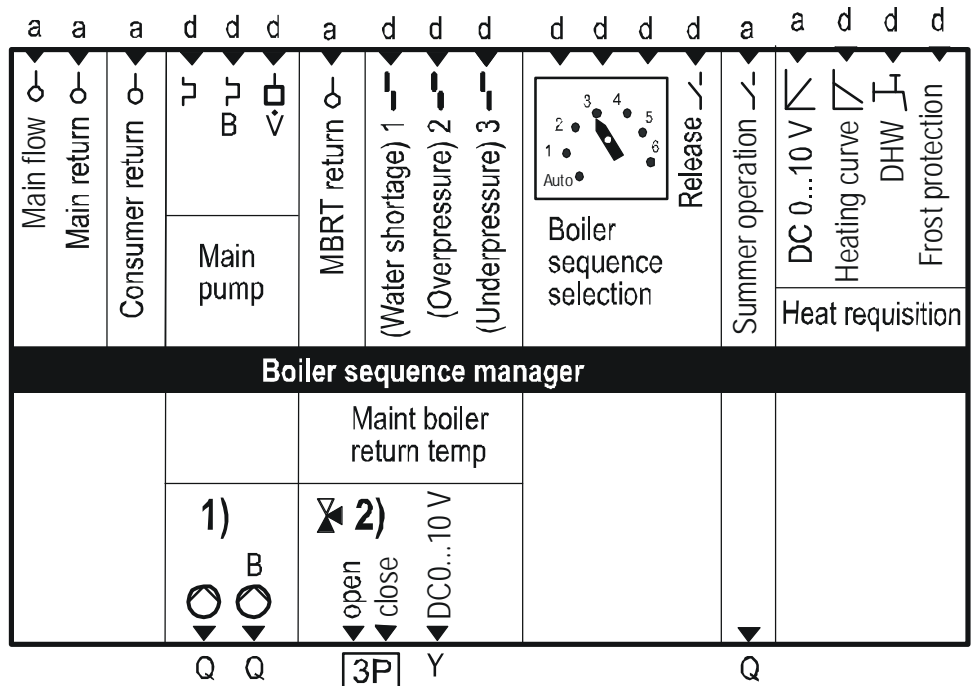 a a a d d d a d d d d d d d a a d d d
Main flow
Main return
Consumer return
B
V̇
Main
pump
MBRT return
(Water shortage) 1
(Overpressure) 2
(Underpressure) 3
Auto 1 2 3 4 5 6
Boiler
sequence
selection
Release
Summer operation
DC 0...10 V
Heating curve
DHW
Frost protection
Heat requisition
Boiler sequence manager
Maint boiler
return temp
1)
B
2)
open
close
DC0...10 V
Q Q 3P Y Q